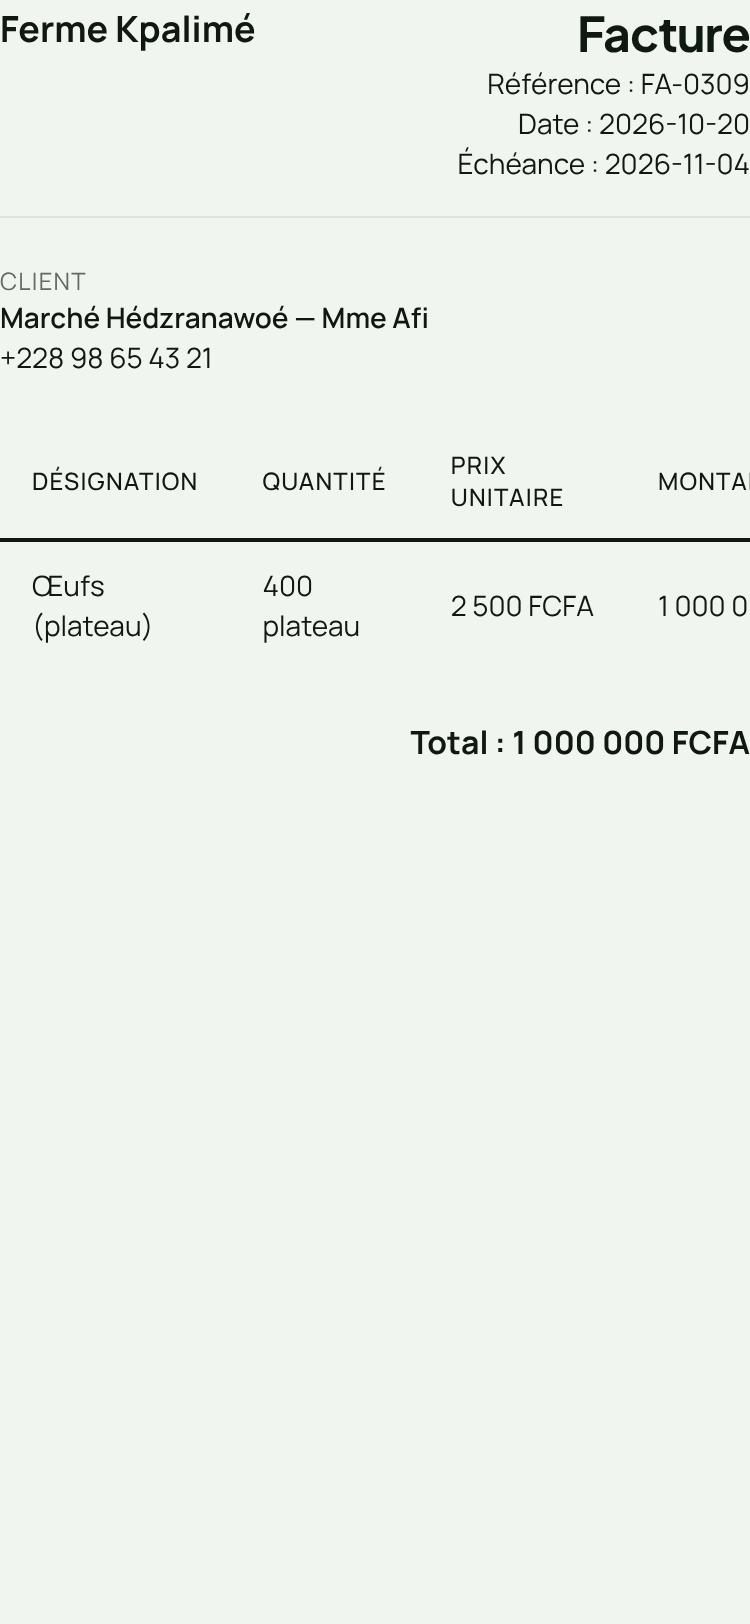 Ferme Kpalimé
Facture
Référence : FA-0309
Date : 2026-10-20
Échéance : 2026-11-04
CLIENT
Marché Hédzranawoé — Mme Afi
+228 98 65 43 21
DÉSIGNATION QUANTITÉ PRIX UNITAIRE
Œufs (plateau) 400 plateau 2 500 FCFA
Total : 1 000 000 FCFA